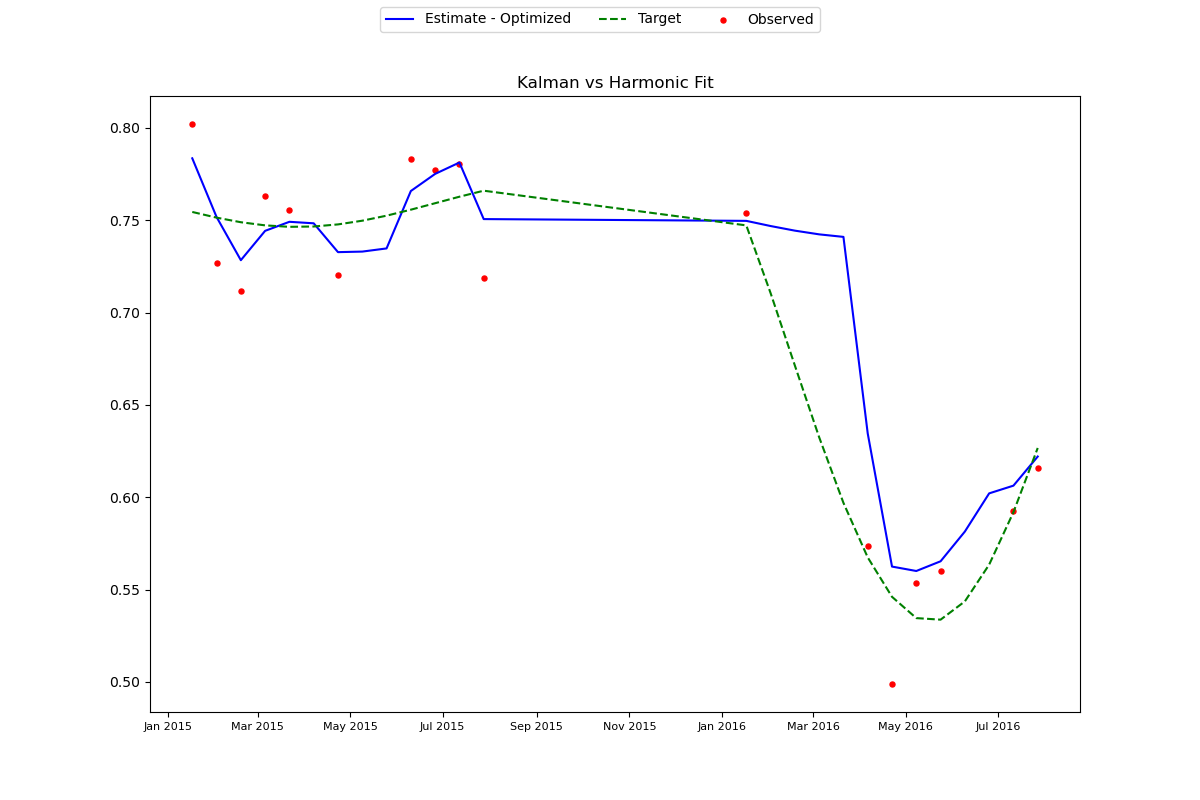 Estimate - Optimized Target Observed
Kalman vs Harmonic Fit
0.80
0.75
0.70
0.65
0.60
0.55
0.50
Jan 2015 Mar 2015 May 2015 Jul 2015 Sep 2015 Nov 2015 Jan 2016 Mar 2016 May 2016 Jul 2016